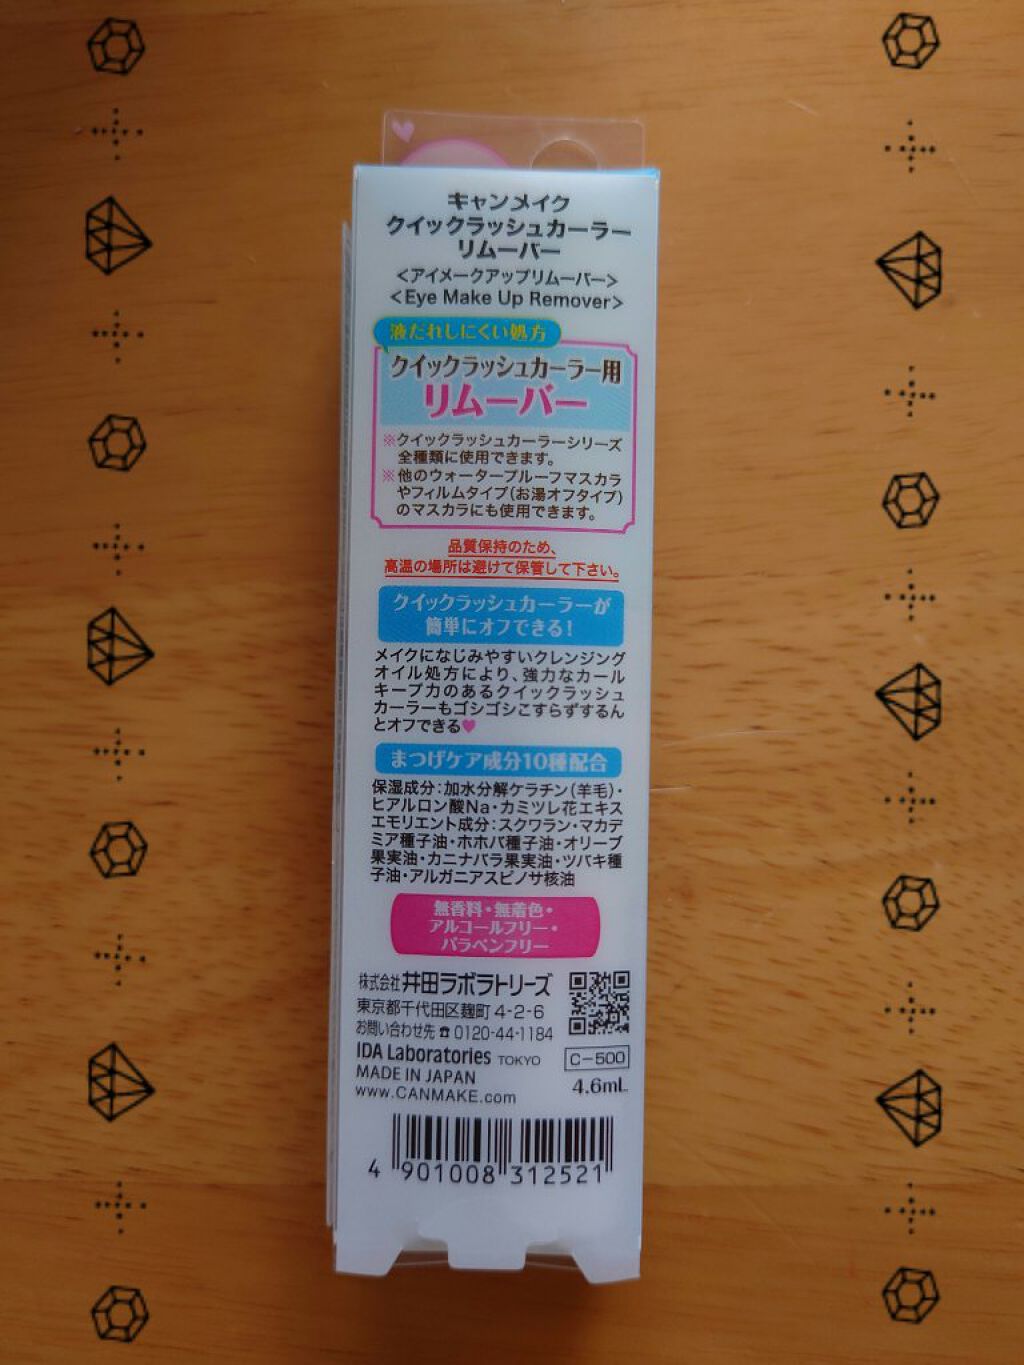 キャンメイク
クイックラッシュカーラー
リムーバー
<アイメークアップリムーバー>
<Eye Make Up Remover>
液だれしにくい処方
クイックラッシュカーラー用
リムーバー
※クイックラッシュカーラーシリーズ
全種類に使用できます。
※他のウォータープルーフマスカラ
やフィルムタイプ(お湯オフタイプ)
のマスカラにも使用できます。
品質保持のため、
高温の場所は避けて保管して下さい。
クイックラッシュカーラーが
簡単にオフできる!
メイクになじみやすいクレンジング
オイル処方により、強力なカール
キープ力のあるクイックラッシュ
カーラーもゴシゴシこすらずするん
とオフできる♥
まつげケア成分10種配合
保湿成分:加水分解ケラチン(羊毛)・
ヒアルロン酸Na・カミツレ花エキス
エモリエント成分:スクワラン・マカデ
ミア種子油・ホホバ種子油・オリーブ
果実油・カニナバラ果実油・ツバキ種
子油・アルガニアスピノサ核油
無香料・無着色・
アルコールフリー・
パラベンフリー
株式会社 井田ラボラトリーズ
東京都千代田区麹町4-2-6
お問い合わせ先☎0120-44-1184
IDA Laboratories TOKYO
C-500
MADE IN JAPAN
4.6mL
www.CANMAKE.com
4 901008 312521